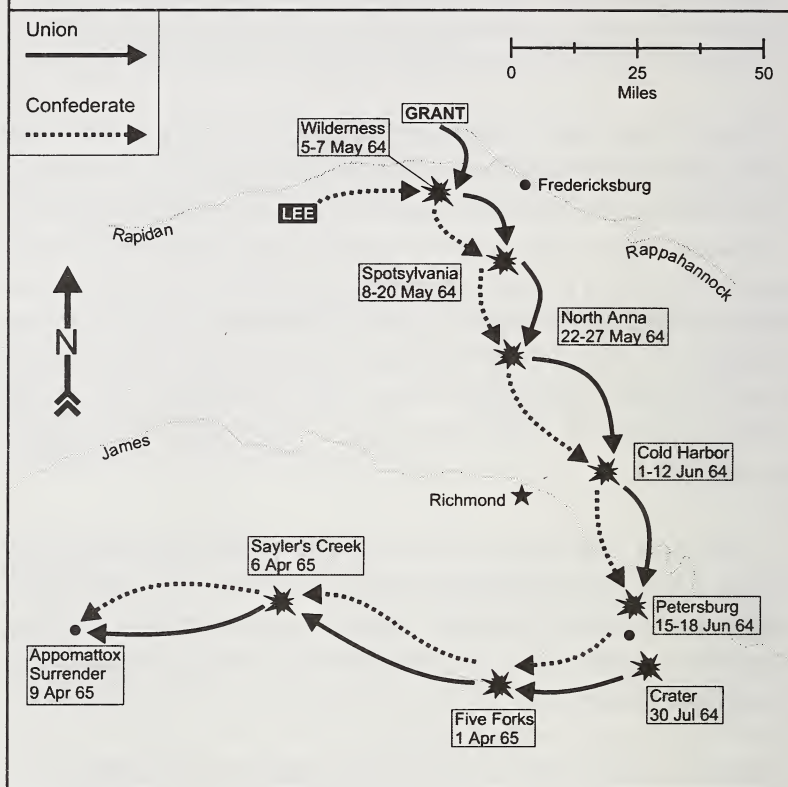 Union
Confederate
0 25 50
Miles
GRANT
Wilderness
5-7 May 64
Fredericksburg
LEE
Rapidan
Rappahannock
Spotsylvania
8-20 May 64
North Anna
22-27 May 64
N
James
Cold Harbor
1-12 Jun 64
Richmond
Sayler's Creek
6 Apr 65
Petersburg
15-18 Jun 64
Appomattox
Surrender
9 Apr 65
Crater
30 Jul 64
Five Forks
1 Apr 65